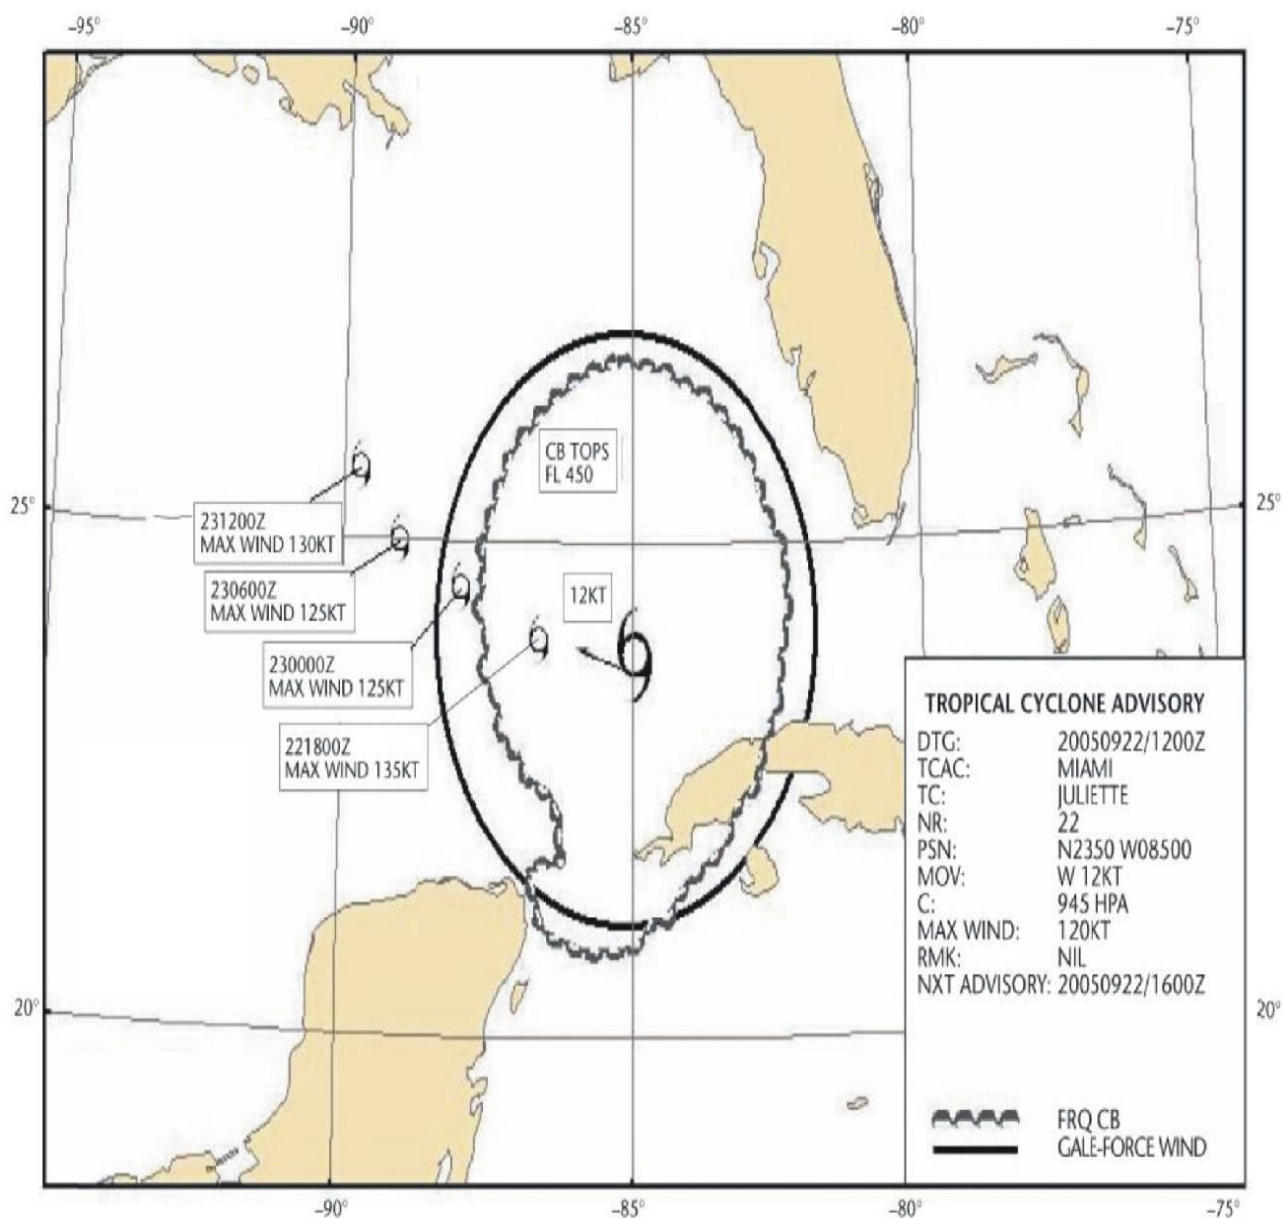 –95°
–90°
–85°
–80°
–75°
CB TOPS
FL 450
25°
25°
231200Z
MAX WIND 130KT
230600Z
MAX WIND 125KT
12KT
230000Z
MAX WIND 125KT
221800Z
MAX WIND 135KT
TROPICAL CYCLONE ADVISORY
DTG: 20050922/1200Z
TCAC: MIAMI
TC: JULIETTE
NR: 22
PSN: N2350 W08500
MOV: W 12KT
C: 945 HPA
MAX WIND: 120KT
RMK: NIL
NXT ADVISORY: 20050922/1600Z
20°
20°
FRQ CB
GALE-FORCE WIND
–90°
–85°
–80°
–75°